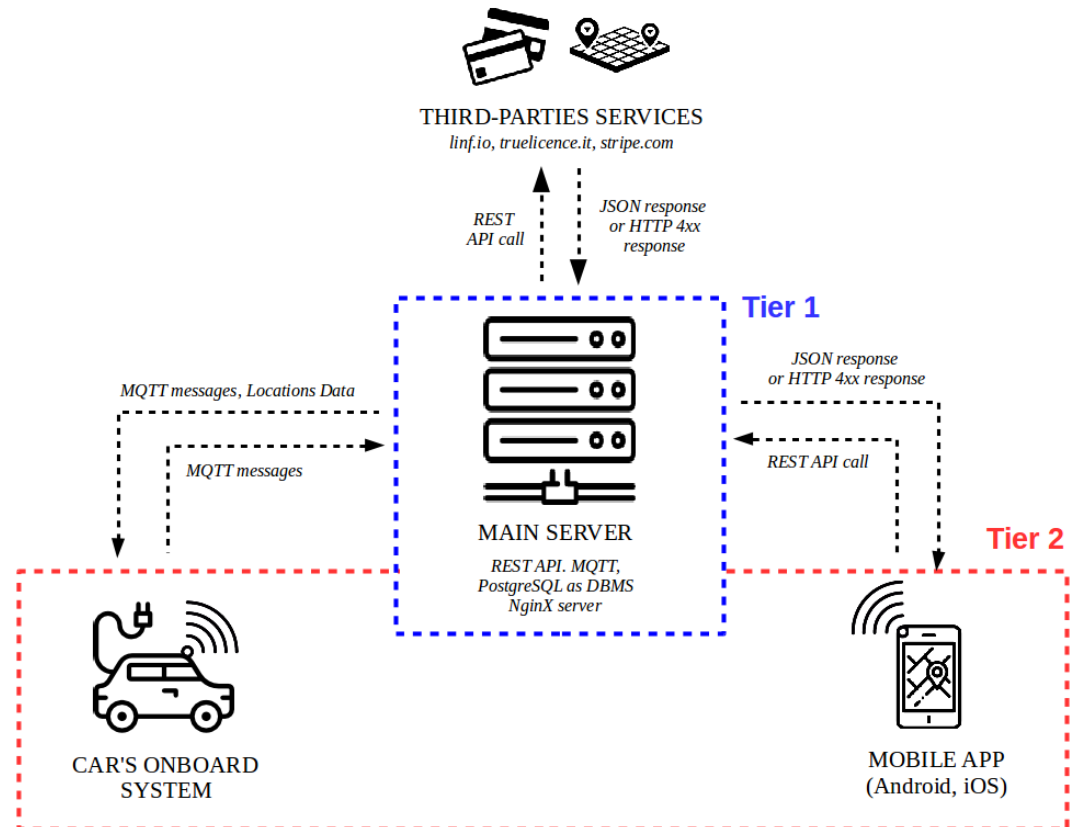 THIRD-PARTIES SERVICES
linf.io, truelicence.it, stripe.com
REST
API call
JSON response
or HTTP 4xx
response
Tier 1
JSON response
or HTTP 4xx response
MQTT messages, Locations Data
REST API call
MQTT messages
MAIN SERVER
REST API. MQTT,
PostgreSQL as DBMS
NginX server
Tier 2
CAR'S ONBOARD
SYSTEM
MOBILE APP
(Android, iOS)